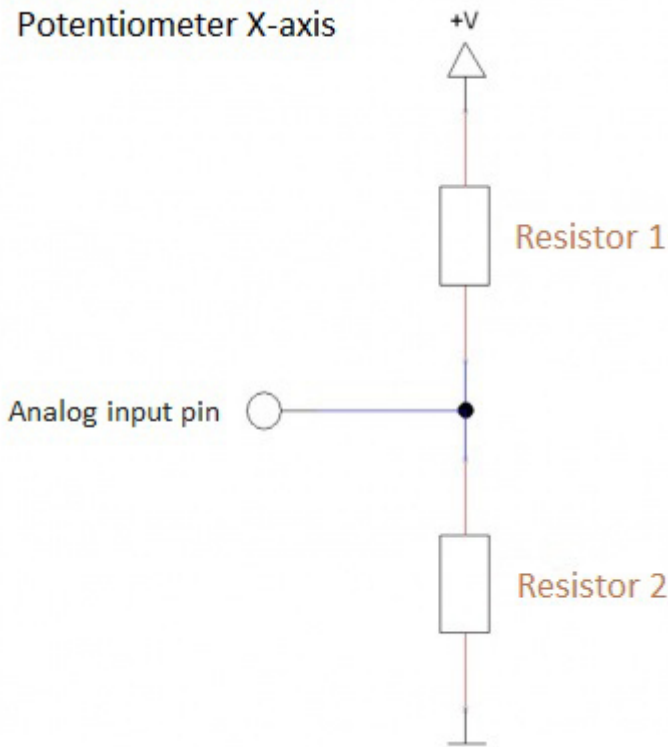 Potentiometer X-axis
+V
Resistor 1
Analog input pin
Resistor 2